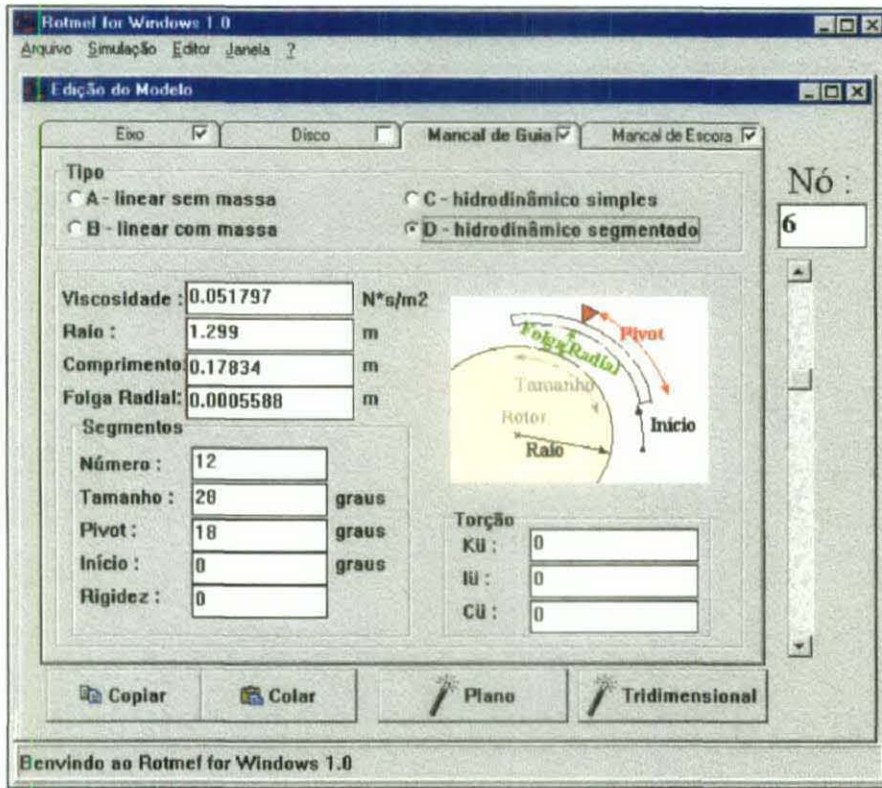 Rotmef for Windows 1.0
Arquivo Simulação Editor Janela ?
Edição do Modelo
Eixo Disco Mancal de Guia Mancal de Escora
Nó :
6
Tipo
A - linear sem massa
C - hidrodinâmico simples
B - linear com massa
D - hidrodinâmico segmentado
Viscosidade : 0.051797 N*s/m2
Raio : 1.299 m
Comprimento: 0.17834 m
Folga Radial: 0.0005588 m
Segmentos
Número : 12
Tamanho : 28 graus
Pivot : 18 graus
Início : 0 graus
Rigidez : 0
Pivot
Folga Radial
Tamanho
Rotor
Raio
Início
Torção
Kü : 0
Iü : 0
Cü : 0
Copiar Colar Plano Tridimensional
Benvindo ao Rotmef for Windows 1.0